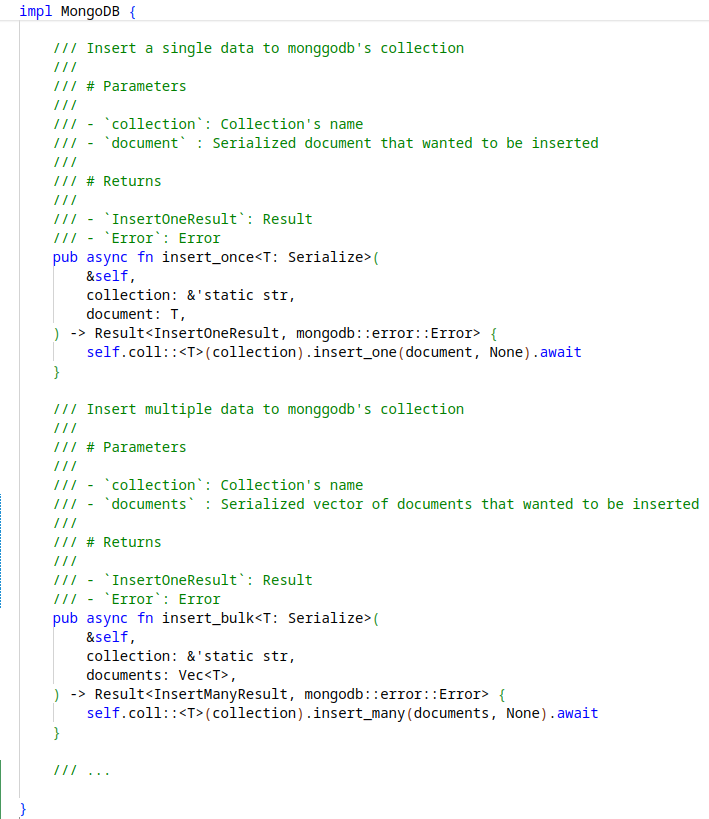 impl MongoDB {
/// Insert a single data to monggodb's collection
///
/// # Parameters
///
/// - `collection`: Collection's name
/// - `document` : Serialized document that wanted to be inserted
///
/// # Returns
///
/// - `InsertOneResult`: Result
/// - `Error`: Error
pub async fn insert_once<T: Serialize>(
&self,
collection: &'static str,
document: T,
) -> Result<InsertOneResult, mongodb::error::Error> {
self.coll::<T>(collection).insert_one(document, None).await
}
/// Insert multiple data to monggodb's collection
///
/// # Parameters
///
/// - `collection`: Collection's name
/// - `documents` : Serialized vector of documents that wanted to be inserted
///
/// # Returns
///
/// - `InsertOneResult`: Result
/// - `Error`: Error
pub async fn insert_bulk<T: Serialize>(
&self,
collection: &'static str,
documents: Vec<T>,
) -> Result<InsertManyResult, mongodb::error::Error> {
self.coll::<T>(collection).insert_many(documents, None).await
}
/// ...
}